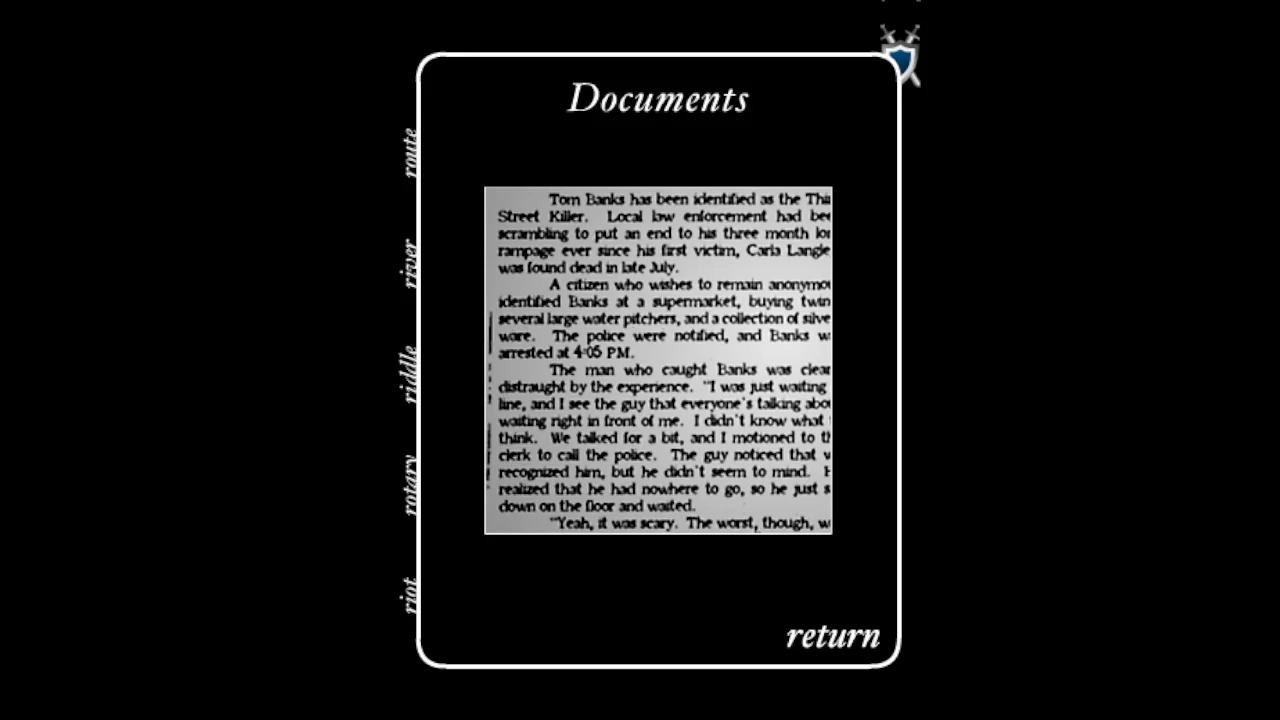 Documents
route
river
riddle
rotary
riot
Tom Banks has been identified as the
Street Killer. Local law enforcement had
scrambling to put an end to his three month
rampage ever since his first victim, Carla
was found dead in late July.
A citizen who wishes to remain
identified Banks at a supermarket, buying
several large water pitchers, and a collection of
ware. The police were notified, and Banks
arrested at 4:05 PM.
The man who caught Banks was
distraught by the experience. "I was just waiting
line, and I see the guy that everyone's talking
waiting right in front of me. I didn't know what
think. We talked for a bit, and I motioned to
clerk to call the police. The guy noticed that
recognized him, but he didn't seem to mind.
realized that he had nowhere to go, so he just
down on the floor and waited.
"Yeah, it was scary. The worst, though,
return